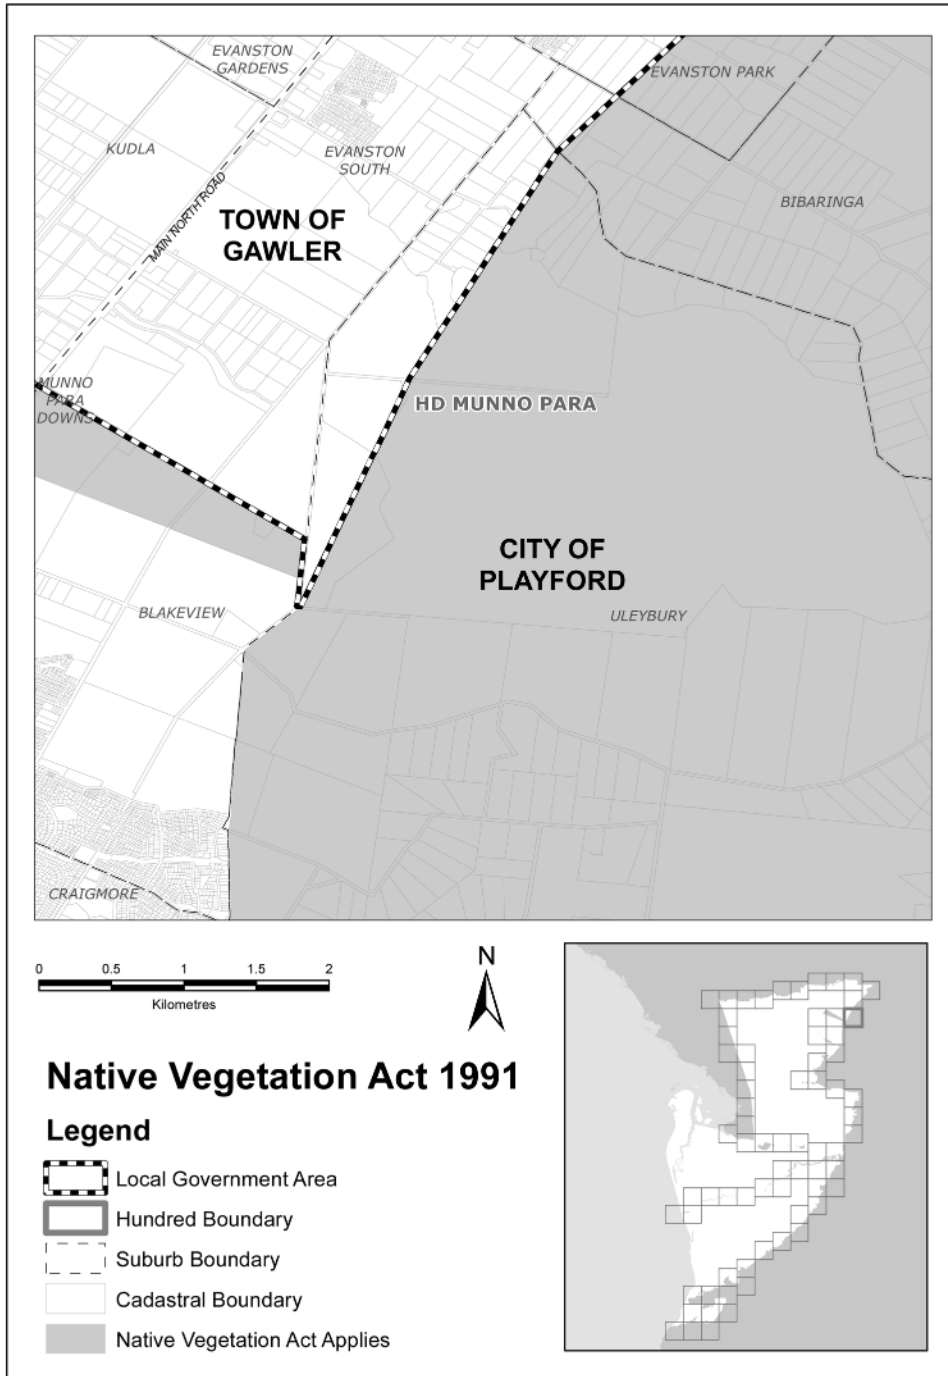 EVANSTON
GARDENS
EVANSTON PARK
KUDLA
EVANSTON
SOUTH
MAIN NORTH ROAD
TOWN OF
GAWLER
BIBARINGA
MUNNO
PARA
DOWNS
HD MUNNO PARA
CITY OF
PLAYFORD
BLAKEVIEW
ULEYBURY
CRAIGMORE
0 0.5 1 1.5 2
Kilometres
N
Native Vegetation Act 1991
Legend
Local Government Area
Hundred Boundary
Suburb Boundary
Cadastral Boundary
Native Vegetation Act Applies